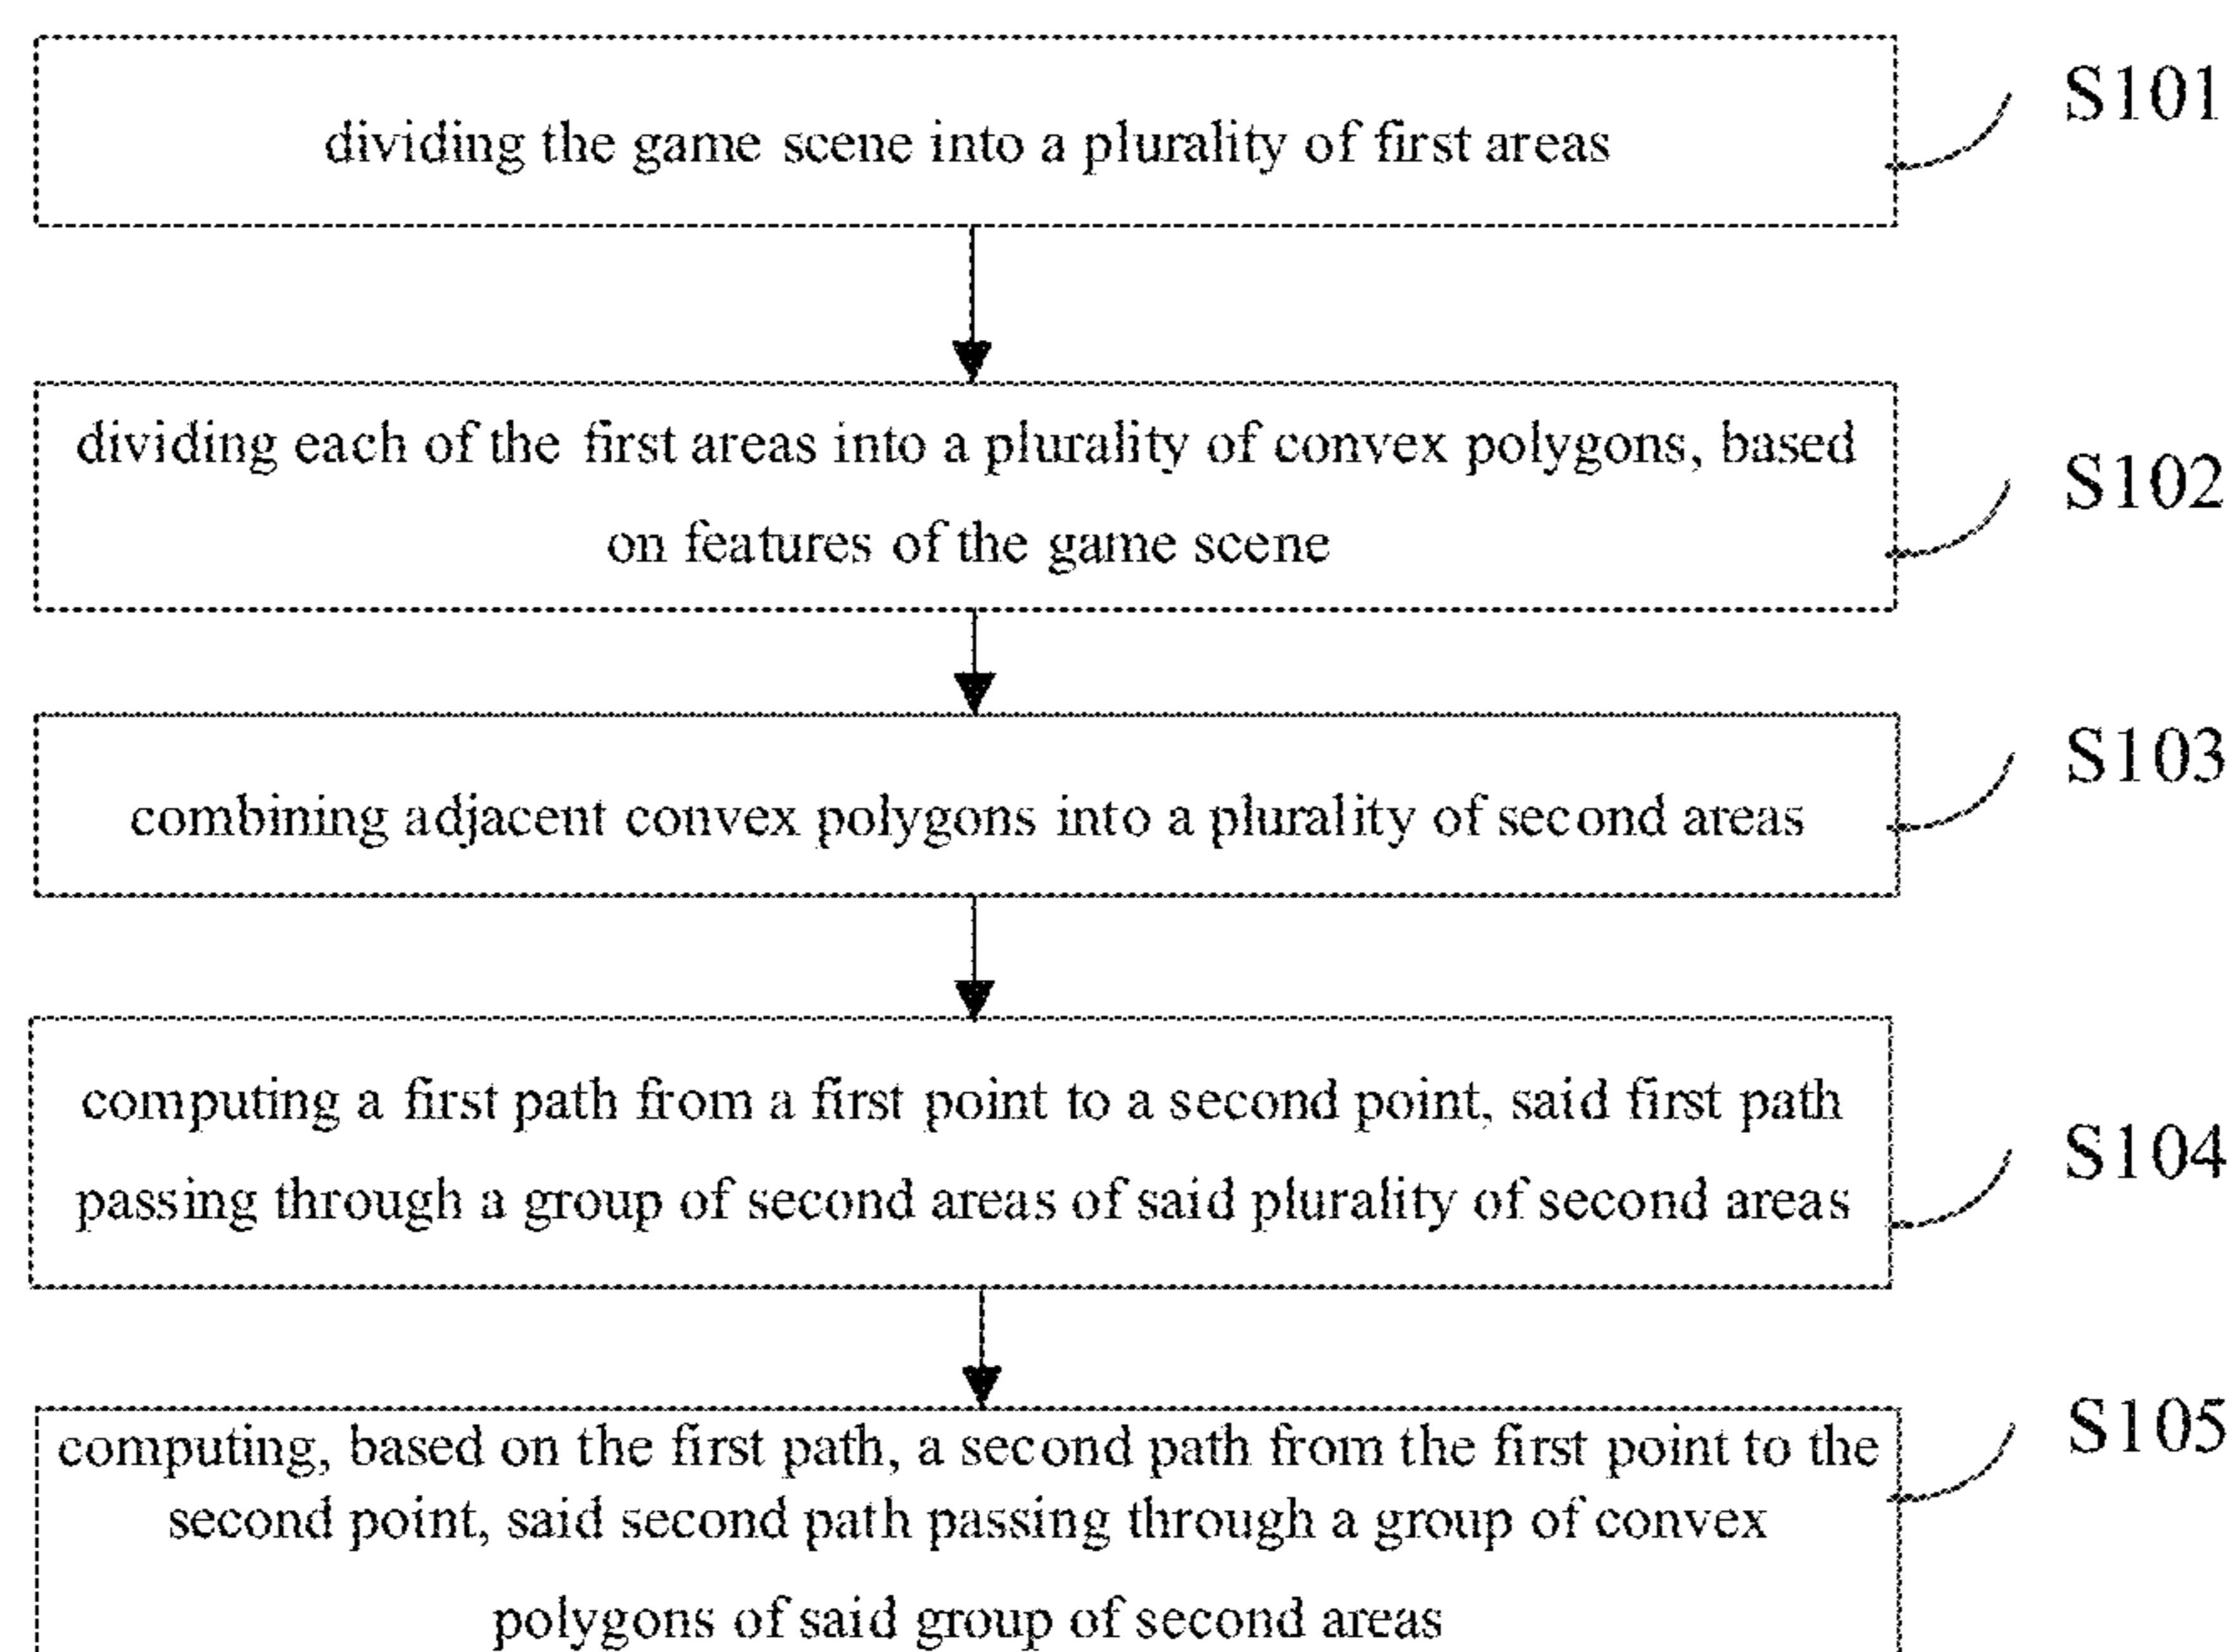 S101
dividing the game scene into a plurality of first areas
dividing each of the first areas into a plurality of convex polygons, based
on features of the game scene
S102
S103
combining adjacent convex polygons into a plurality of second areas
computing a first path from a first point to a second point, said first path
passing through a group of second areas of said plurality of second areas
S104
S105
computing, based on the first path, a second path from the first point to the
second point, said second path passing through a group of convex
polygons of said group of second areas